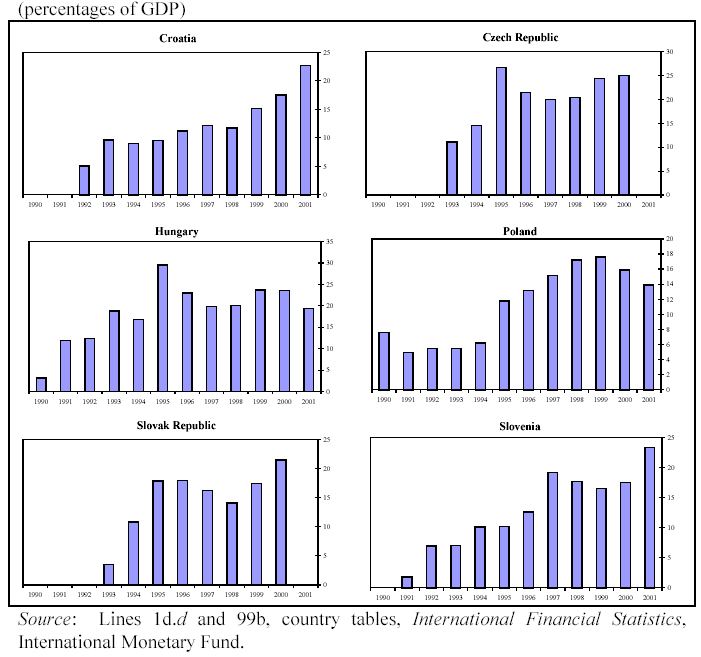 (percentages of GDP)
Croatia
25
20
15
10
5
0
1990 1991 1992 1993 1994 1995 1996 1997 1998 1999 2000 2001
Czech Republic
30
25
20
15
10
5
0
1990 1991 1992 1993 1994 1995 1996 1997 1998 1999 2000 2001
Hungary
35
30
25
20
15
10
5
0
1990 1991 1992 1993 1994 1995 1996 1997 1998 1999 2000 2001
Poland
20
18
16
14
12
10
8
6
4
2
0
1990 1991 1992 1993 1994 1995 1996 1997 1998 1999 2000 2001
Slovak Republic
25
20
15
10
5
0
1990 1991 1992 1993 1994 1995 1996 1997 1998 1999 2000 2001
Slovenia
25
20
15
10
5
0
1990 1991 1992 1993 1994 1995 1996 1997 1998 1999 2000 2001
Source: Lines 1d.d and 99b, country tables, International Financial Statistics,
International Monetary Fund.